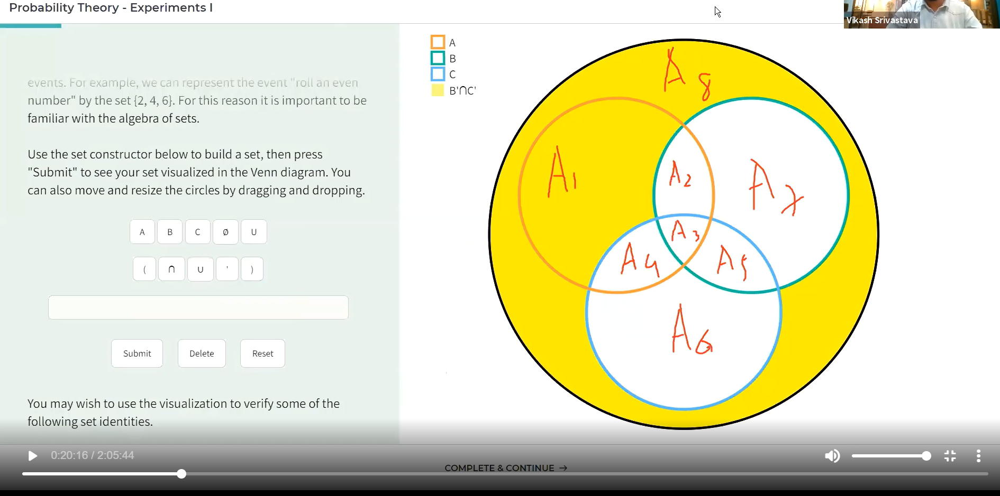 Probability Theory - Experiments I
Vikash Srivastava
events. For example, we can represent the event "roll an even
number" by the set {2, 4, 6}. For this reason it is important to be
familiar with the algebra of sets.
Use the set constructor below to build a set, then press
"Submit" to see your set visualized in the Venn diagram. You
can also move and resize the circles by dragging and dropping.
A B C Ø U
( ∩ ∪ ' )
Submit Delete Reset
You may wish to use the visualization to verify some of the
following set identities.
A
B
C
B'∩C'
A8
A1
A2
A7
A3
A4
A5
A6
0:20:16 / 2:05:44
COMPLETE & CONTINUE →